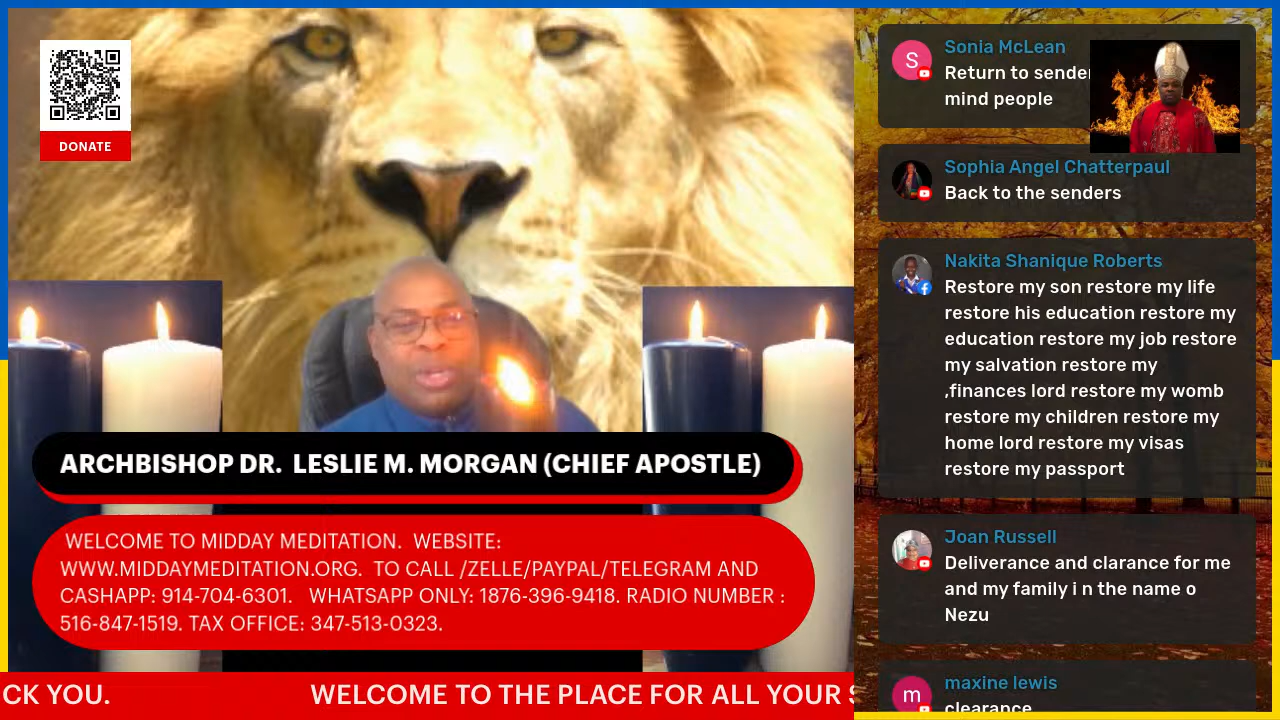 DONATE
ARCHBISHOP DR. LESLIE M. MORGAN (CHIEF APOSTLE)
WELCOME TO MIDDAY MEDITATION. WEBSITE:
WWW.MIDDAYMEDITATION.ORG. TO CALL /ZELLE/PAYPAL/TELEGRAM AND
CASHAPP: 914-704-6301. WHATSAPP ONLY: 1876-396-9418. RADIO NUMBER :
516-847-1519. TAX OFFICE: 347-513-0323.
CK YOU. WELCOME TO THE PLACE FOR ALL YOUR
S
Sonia McLean
Return to sender
mind people
Sophia Angel Chatterpaul
Back to the senders
Nakita Shanique Roberts
Restore my son restore my life
restore his education restore my
education restore my job restore
my salvation restore my
,finances lord restore my womb
restore my children restore my
home lord restore my visas
restore my passport
Joan Russell
Deliverance and clarance for me
and my family i n the name o
Nezu
m
maxine lewis
clearance